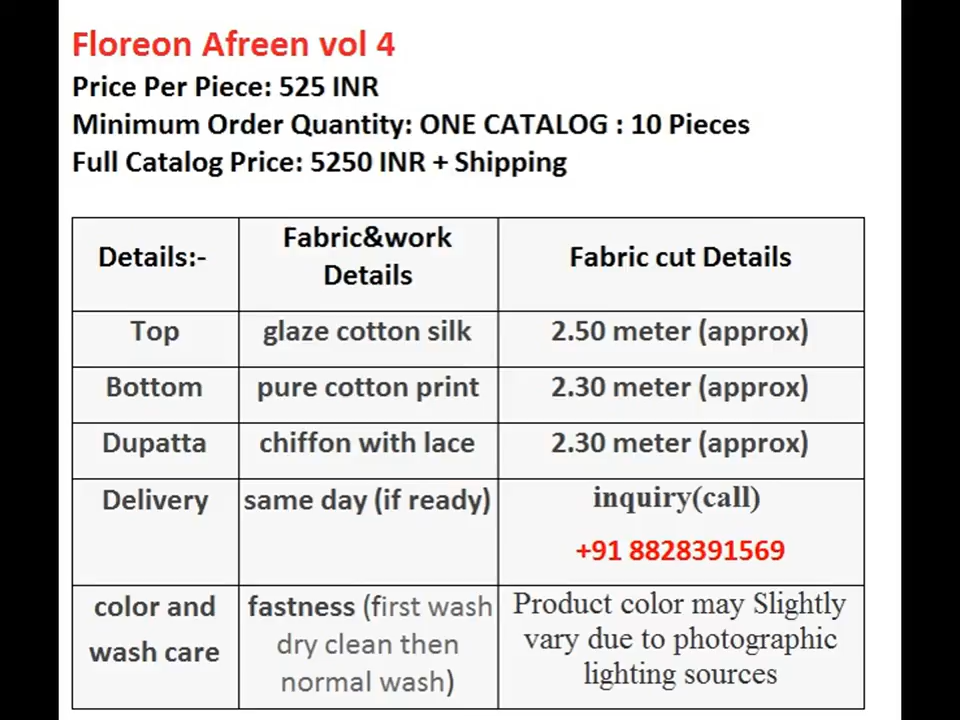 Floreon Afreen vol 4
Price Per Piece: 525 INR
Minimum Order Quantity: ONE CATALOG : 10 Pieces
Full Catalog Price: 5250 INR + Shipping
Details:-
Fabric&work
Details
Fabric cut Details
Top
glaze cotton silk
2.50 meter (approx)
Bottom
pure cotton print
2.30 meter (approx)
Dupatta
chiffon with lace
2.30 meter (approx)
Delivery
same day (if ready)
inquiry(call)
+91 8828391569
color and
wash care
fastness (first wash
dry clean then
normal wash)
Product color may Slightly
vary due to photographic
lighting sources